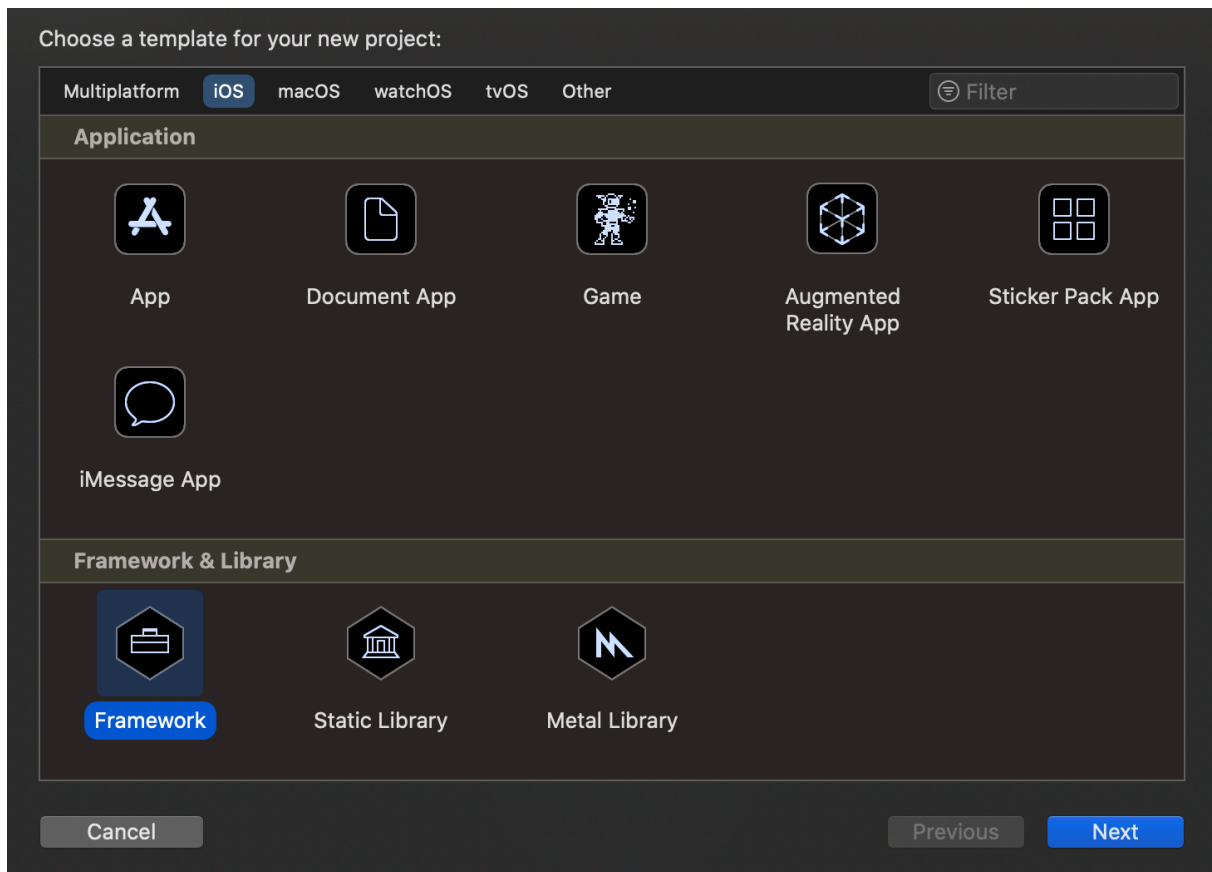 Choose a template for your new project:
Multiplatform iOS macOS watchOS tvOS Other Filter
Application
App Document App Game Augmented Reality App Sticker Pack App
iMessage App
Framework & Library
Framework Static Library Metal Library
Cancel Previous Next